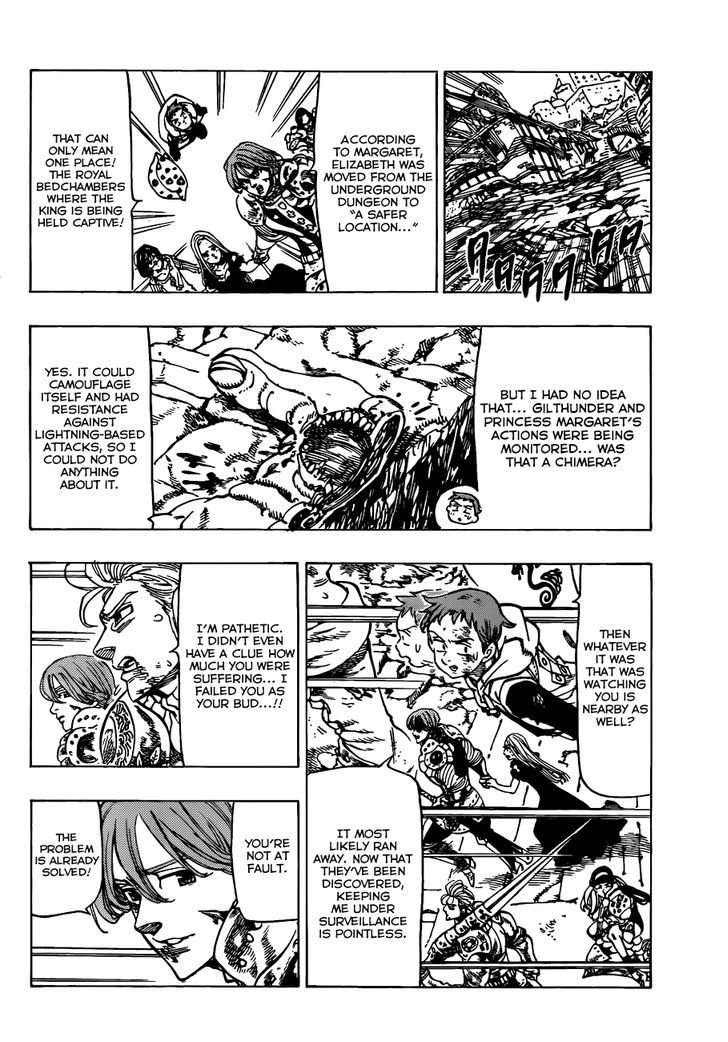 タタタタタ
ACCORDING
TO MARGARET,
ELIZABETH WAS
MOVED FROM THE
UNDERGROUND
DUNGEON TO
"A SAFER
LOCATION..."
THAT CAN
ONLY MEAN
ONE PLACE!
THE ROYAL
BEDCHAMBERS
WHERE THE
KING IS BEING
HELD CAPTIVE!
BUT I HAD NO IDEA
THAT... GILTHUNDER AND
PRINCESS MARGARET'S
ACTIONS WERE BEING
MONITORED... WAS
THAT A CHIMERA?
YES. IT COULD
CAMOUFLAGE
ITSELF AND HAD
RESISTANCE
AGAINST
LIGHTNING-BASED
ATTACKS, SO I
COULD NOT DO
ANYTHING
ABOUT IT.
THEN
WHATEVER
IT WAS
THAT WAS
WATCHING
YOU IS
NEARBY AS
WELL?
IT MOST
LIKELY RAN
AWAY. NOW THAT
THEY'VE BEEN
DISCOVERED,
KEEPING
ME UNDER
SURVEILLANCE
IS POINTLESS.
I'M PATHETIC.
I DIDN'T EVEN
HAVE A CLUE HOW
MUCH YOU WERE
SUFFERING... I
FAILED YOU AS
YOUR BUD...!!
YOU'RE
NOT AT
FAULT.
THE
PROBLEM
IS ALREADY
SOLVED!